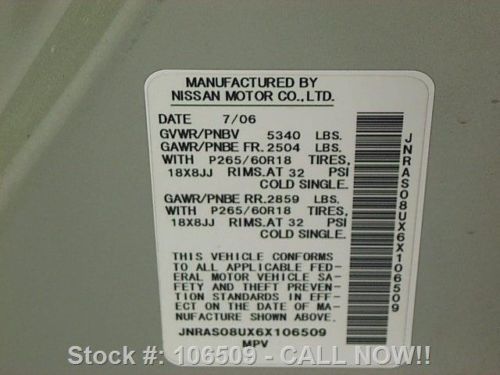 MANUFACTURED BY
NISSAN MOTOR CO.,LTD.
DATE 7/06
GVWR/PNBV 5340 LBS.
GAWR/PNBE FR.2504 LBS.
WITH P265/60R18 TIRES,
18X8JJ RIMS.AT 32 PSI
COLD SINGLE.
GAWR/PNBE RR.2859 LBS.
WITH P265/60R18 TIRES,
18X8JJ RIMS.AT 32 PSI
COLD SINGLE.
THIS VEHICLE CONFORMS
TO ALL APPLICABLE FED-
ERAL MOTOR VEHICLE SA-
FETY AND THEFT PREVEN-
TION STANDARDS IN EFF-
ECT ON THE DATE OF MA-
NUFACTURE SHOWN ABOVE.
JNRAS08UX6X106509
MPV
JNRAS08UX6X106509
Stock #: 106509 - CALL NOW!!